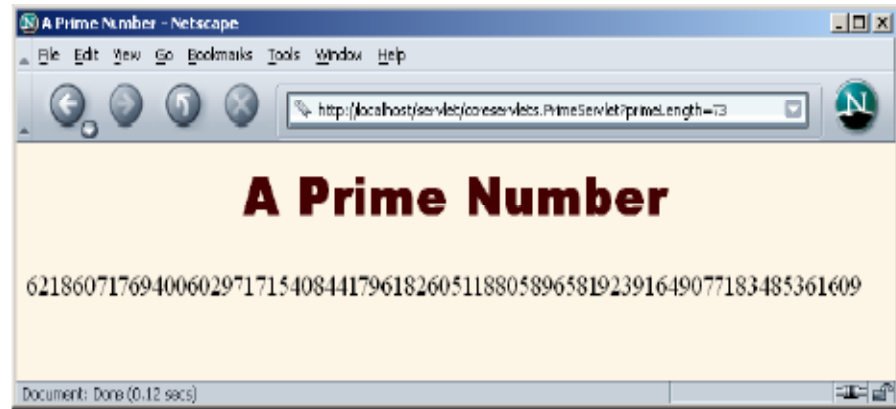 A Prime Number - Netscape
File Edit View Go Bookmarks Tools Window Help
http://localhost/servlet/coreservlets.PrimeServlet?primeLength=73
N
A Prime Number
6218607176940060297171540844179618260511880589658192391649077183485361609
Document: Done (0.12 secs)